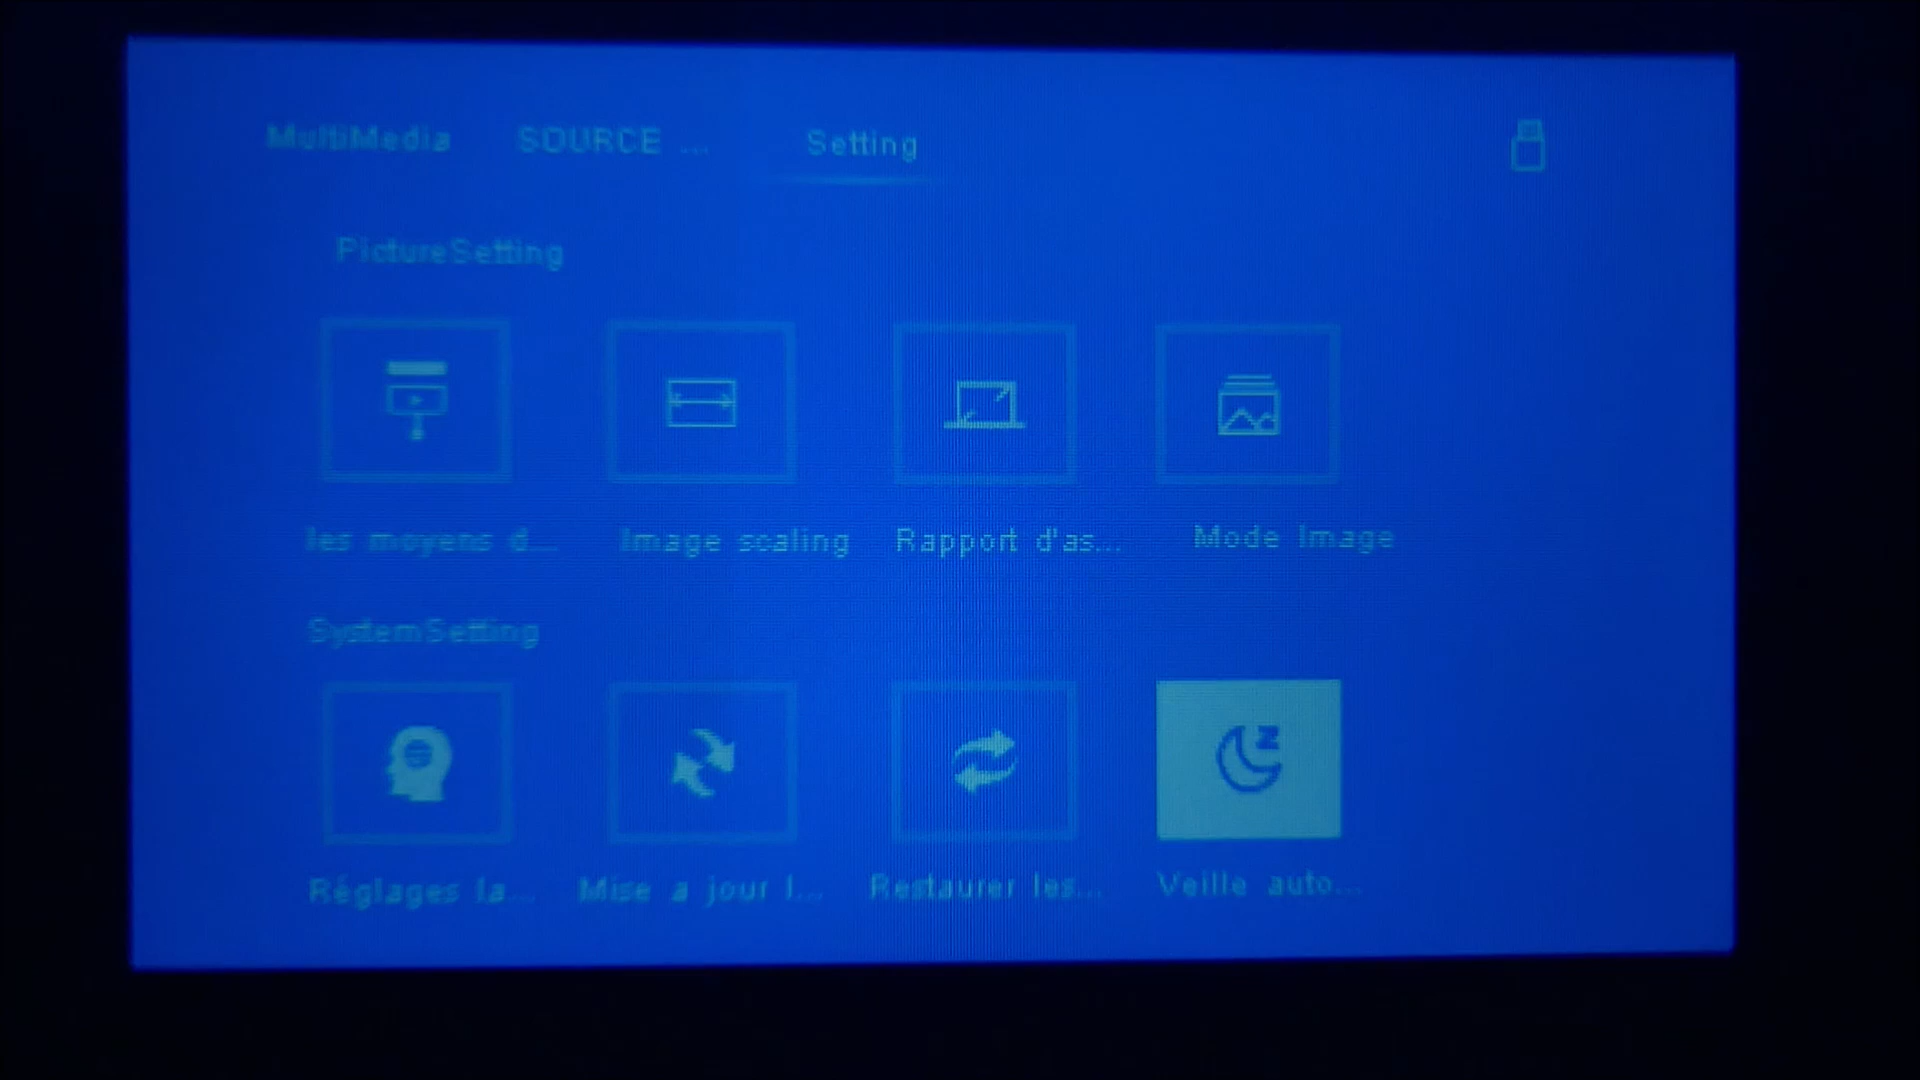 MultiMedia SOURCE ... Setting
PictureSetting
les moyens d... Image scaling Rapport d'as... Mode Image
SystemSetting
Réglages la... Mise a jour l... Restaurer les... Veille auto...